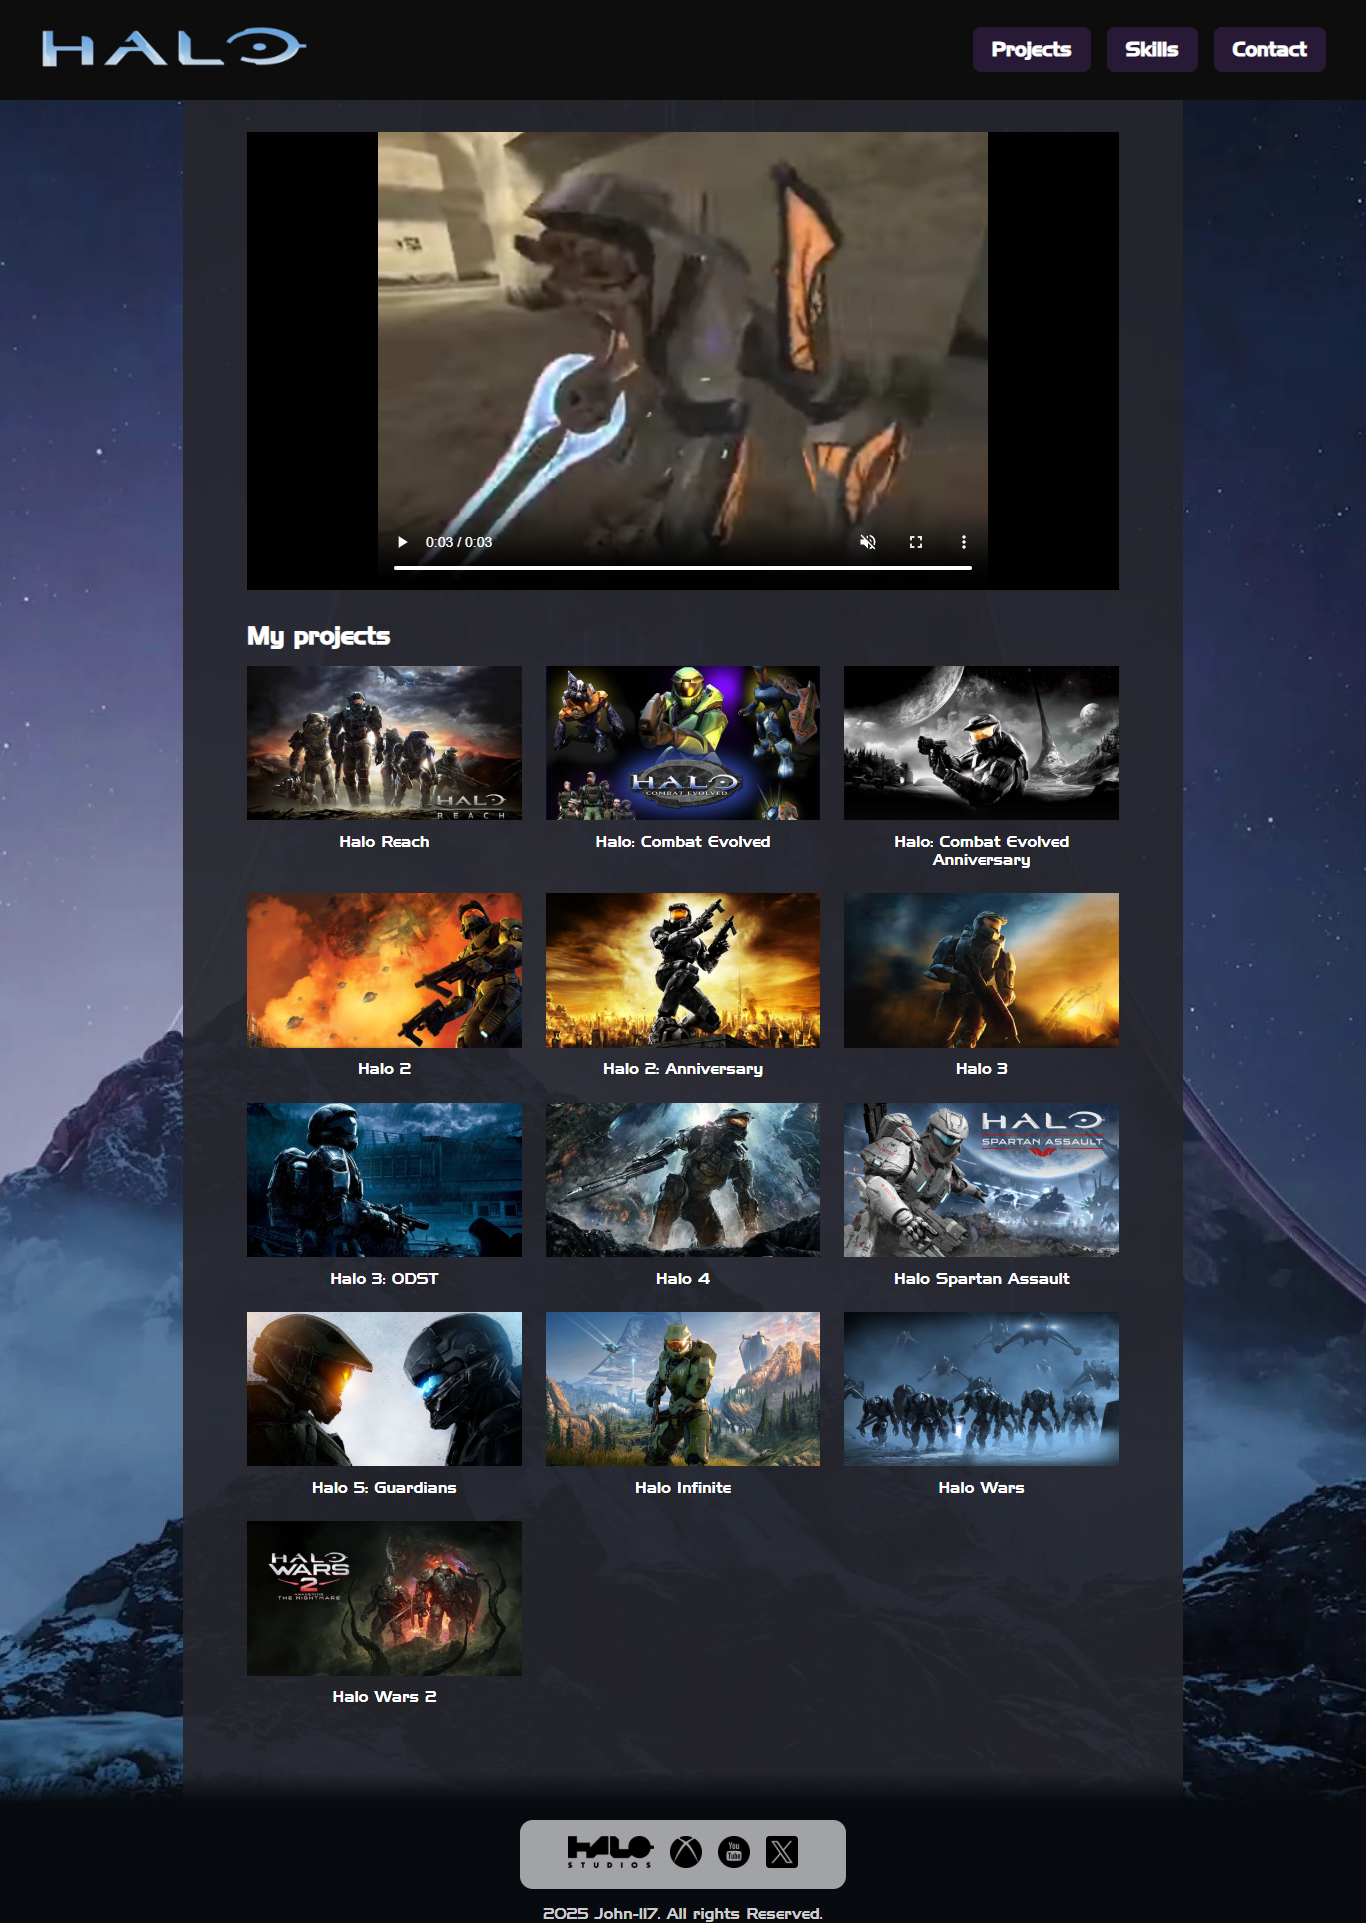 HALO
Projects
Skills
Contact
0:03 / 0:03
My projects
HALO
REACH
HALO
COMBAT EVOLVED
Halo Reach
Halo: Combat Evolved
Halo: Combat Evolved
Anniversary
Halo 2
Halo 2: Anniversary
Halo 3
HALO
SPARTAN ASSAULT
Halo 3: ODST
Halo 4
Halo Spartan Assault
Halo 5: Guardians
Halo Infinite
Halo Wars
HALO
WARS
2
AWAKENING
THE NIGHTMARE
Halo Wars 2
HALO
STUDIOS
You
Tube
2025 John-117. All rights Reserved.